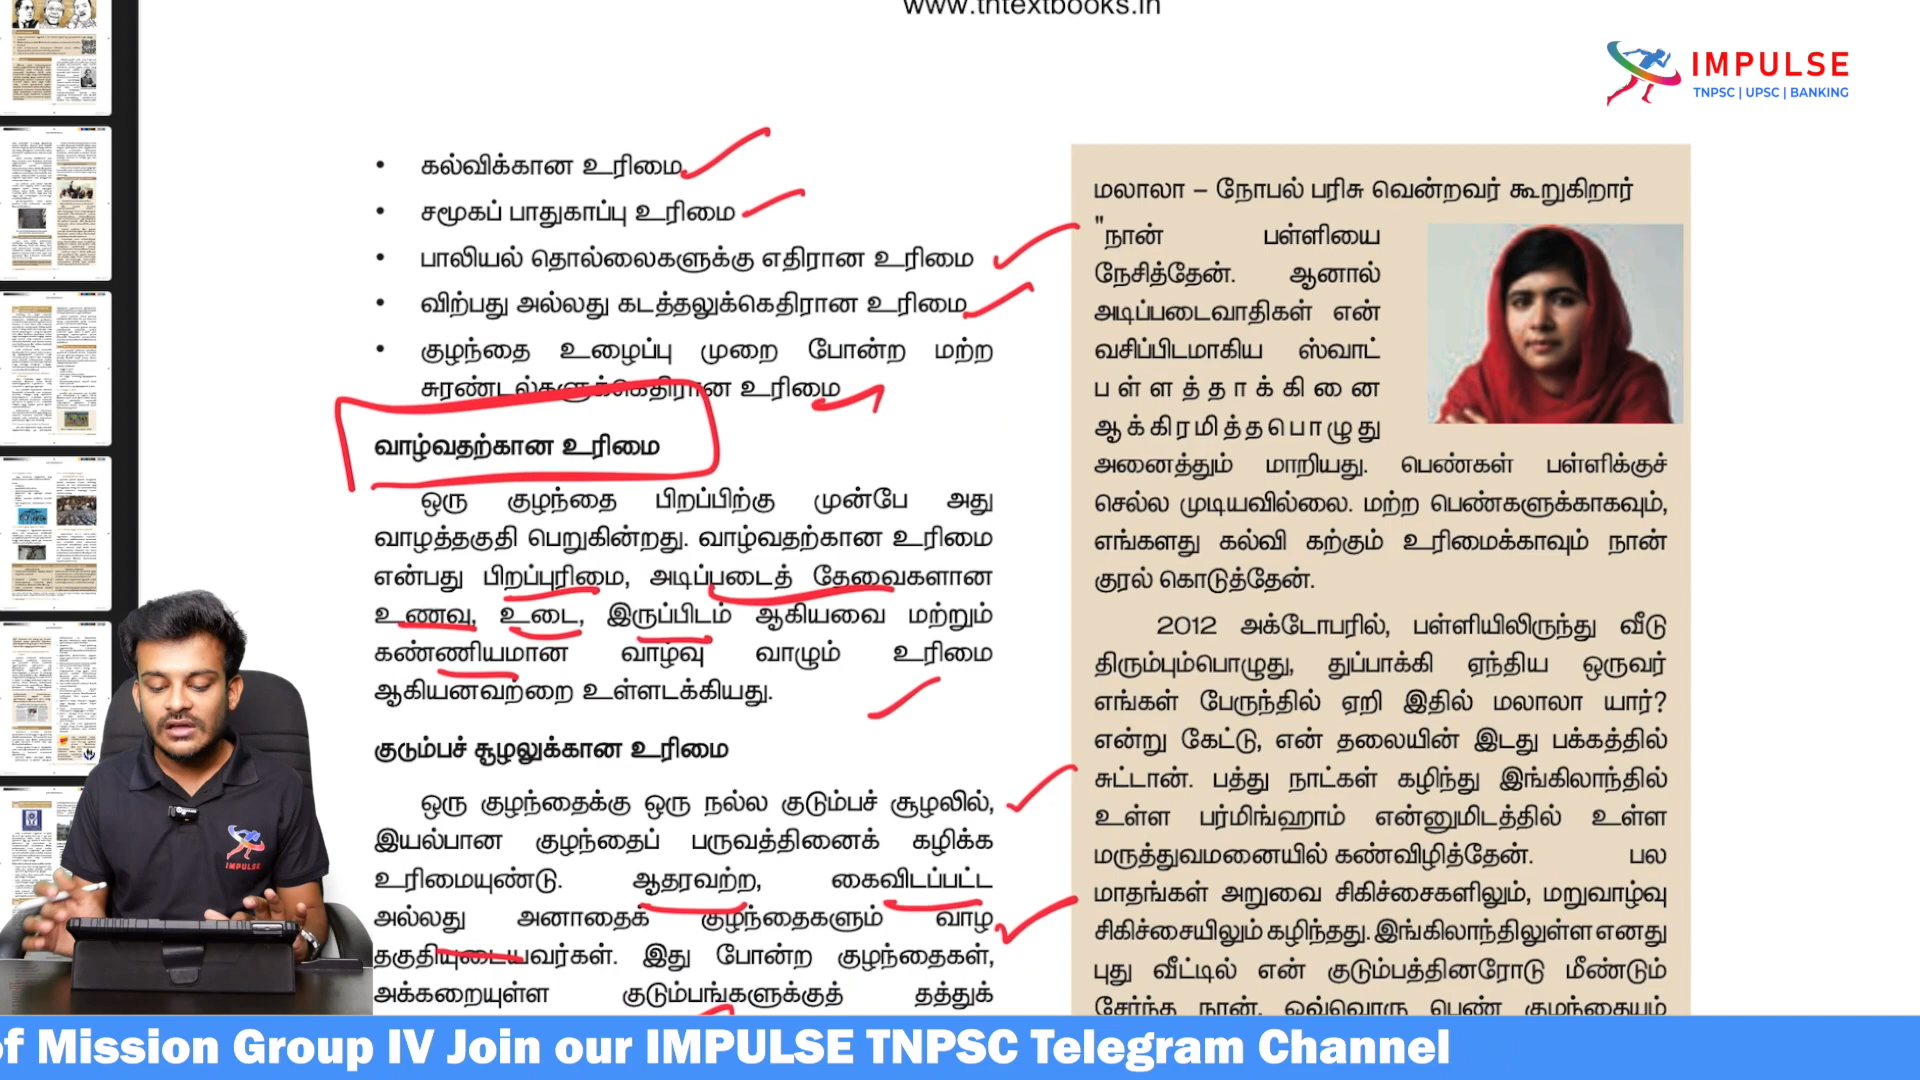 www.tntextbooks.in
IMPULSE
TNPSC | UPSC | BANKING
• கல்விக்கான உரிமை
• சமூகப் பாதுகாப்பு உரிமை
• பாலியல் தொல்லைகளுக்கு எதிரான உரிமை
• விற்பது அல்லது கடத்தலுக்கெதிரான உரிமை
• குழந்தை உழைப்பு முறை போன்ற மற்ற
சுரண்டல்களுக்கெதிரான உரிமை
வாழ்வதற்கான உரிமை
ஒரு குழந்தை பிறப்பிற்கு முன்பே அது
வாழத்தகுதி பெறுகின்றது. வாழ்வதற்கான உரிமை
என்பது பிறப்புரிமை, அடிப்படைத் தேவைகளான
உணவு, உடை, இருப்பிடம் ஆகியவை மற்றும்
கண்ணியமான வாழ்வு வாழும் உரிமை
ஆகியனவற்றை உள்ளடக்கியது.
குடும்பச் சூழலுக்கான உரிமை
ஒரு குழந்தைக்கு ஒரு நல்ல குடும்பச் சூழலில்,
இயல்பான குழந்தைப் பருவத்தினைக் கழிக்க
உரிமையுண்டு. ஆதரவற்ற, கைவிடப்பட்ட
அல்லது அனாதைக் குழந்தைகளும் வாழ
தகுதியுடையவர்கள். இது போன்ற குழந்தைகள்,
அக்கறையுள்ள குடும்பங்களுக்குத் தத்துக்
மலாலா – நோபல் பரிசு வென்றவர் கூறுகிறார்
"நான் பள்ளியை
நேசித்தேன். ஆனால்
அடிப்படைவாதிகள் என்
வசிப்பிடமாகிய ஸ்வாட்
பள்ளத்தாக்கினை
ஆக்கிரமித்தபொழுது
அனைத்தும் மாறியது. பெண்கள் பள்ளிக்குச்
செல்ல முடியவில்லை. மற்ற பெண்களுக்காகவும்,
எங்களது கல்வி கற்கும் உரிமைக்காவும் நான்
குரல் கொடுத்தேன்.
2012 அக்டோபரில், பள்ளியிலிருந்து வீடு
திரும்பும்பொழுது, துப்பாக்கி ஏந்திய ஒருவர்
எங்கள் பேருந்தில் ஏறி இதில் மலாலா யார்?
என்று கேட்டு, என் தலையின் இடது பக்கத்தில்
சுட்டான். பத்து நாட்கள் கழிந்து இங்கிலாந்தில்
உள்ள பர்மிங்ஹாம் என்னுமிடத்தில் உள்ள
மருத்துவமனையில் கண்விழித்தேன். பல
மாதங்கள் அறுவை சிகிச்சைகளிலும், மறுவாழ்வு
சிகிச்சையிலும் கழிந்தது. இங்கிலாந்திலுள்ள எனது
புது வீட்டில் என் குடும்பத்தினரோடு மீண்டும்
சேர்ந்த நான், ஒவ்வொரு பெண் குழந்தையும்
IMPULSE
of Mission Group IV Join our IMPULSE TNPSC Telegram Channel